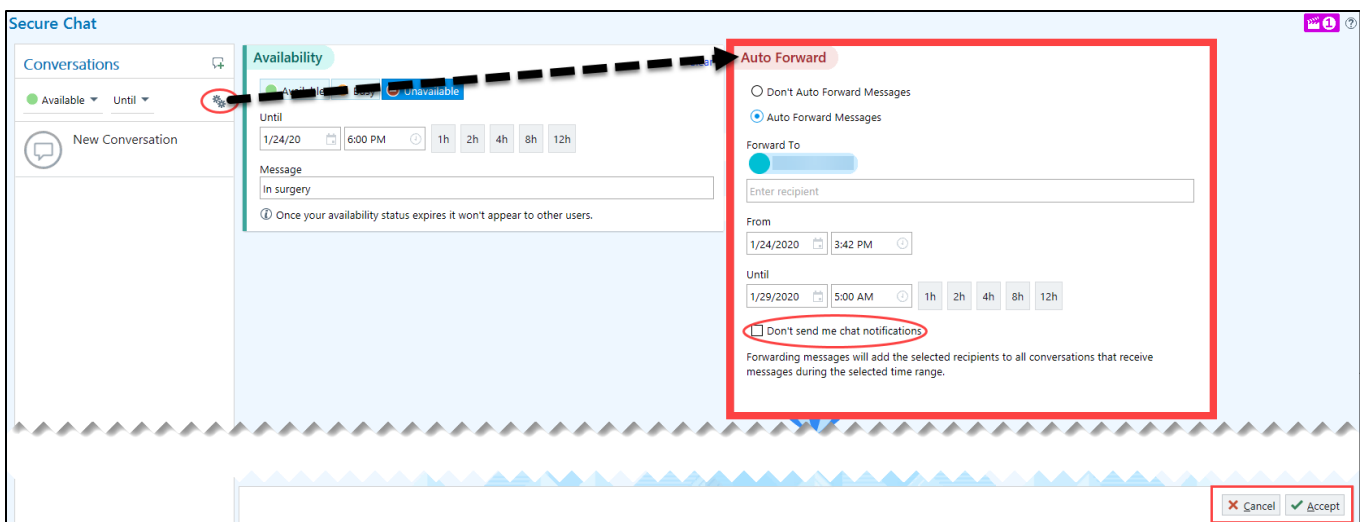 Secure Chat
1
Conversations
Available
Until
New Conversation
Availability
Available Busy Unavailable
Until
1/24/20 6:00 PM 1h 2h 4h 8h 12h
Message
In surgery
Once your availability status expires it won't appear to other users.
Auto Forward
Don't Auto Forward Messages
Auto Forward Messages
Forward To
Enter recipient
From
1/24/2020 3:42 PM
Until
1/29/2020 5:00 AM 1h 2h 4h 8h 12h
Don't send me chat notifications
Forwarding messages will add the selected recipients to all conversations that receive
messages during the selected time range.
Cancel Accept